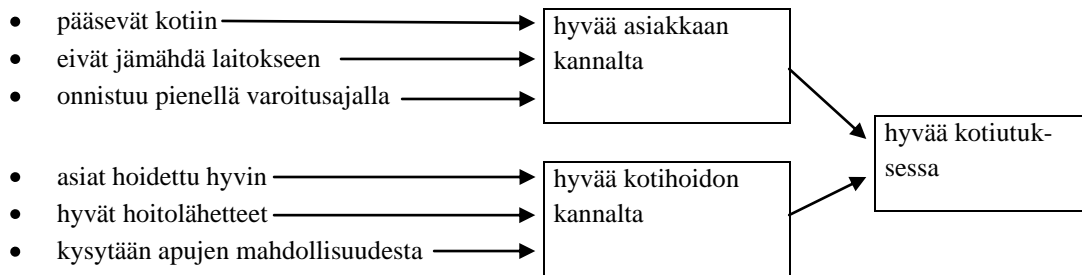 • pääsevät kotiin
• eivät jämähdä laitokseen
• onnistuu pienellä varoitusajalla
hyvää asiakkaan
kannalta
• asiat hoidettu hyvin
• hyvät hoitolähetteet
• kysytään apujen mahdollisuudesta
hyvää kotihoidon
kannalta
hyvää kotiutuk-
sessa